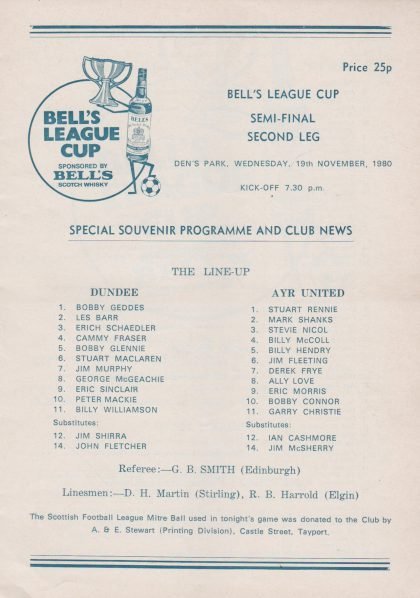 Price 25p
BELL'S
LEAGUE
CUP
SPONSORED BY
BELL'S
SCOTCH WHISKY
BELLS
BELL'S LEAGUE CUP
SEMI-FINAL
SECOND LEG
DEN'S PARK, WEDNESDAY, 19th NOVEMBER, 1980
KICK-OFF 7.30 p.m.
SPECIAL SOUVENIR PROGRAMME AND CLUB NEWS
THE LINE-UP
DUNDEE
1. BOBBY GEDDES
2. LES BARR
3. ERICH SCHAEDLER
4. CAMMY FRASER
5. BOBBY GLENNIE
6. STUART MACLAREN
7. JIM MURPHY
8. GEORGE McGEACHIE
9. ERIC SINCLAIR
10. PETER MACKIE
11. BILLY WILLIAMSON
Substitutes:
12. JIM SHIRRA
14. JOHN FLETCHER
AYR UNITED
1. STUART RENNIE
2. MARK SHANKS
3. STEVIE NICOL
4. BILLY McCOLL
5. BILLY HENDRY
6. JIM FLEETING
7. DEREK FRYE
8. ALLY LOVE
9. ERIC MORRIS
10. BOBBY CONNOR
11. GARRY CHRISTIE
Substitutes:
12. IAN CASHMORE
14. JIM McSHERRY
Referee:—G. B. SMITH (Edinburgh)
Linesmen:—D. H. Martin (Stirling), R. B. Harrold (Elgin)
The Scottish Football League Mitre Ball used in tonight's game was donated to the Club by
A. & E. Stewart (Printing Division), Castle Street, Tayport.